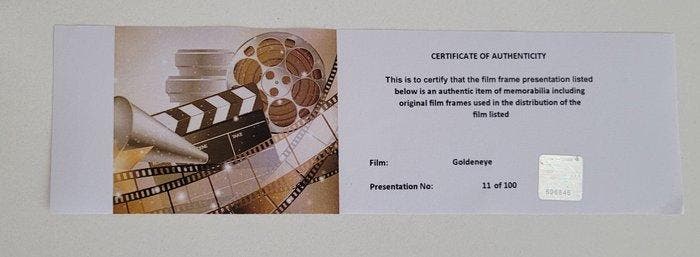 CERTIFICATE OF AUTHENTICITY
This is to certify that the film frame presentation listed
below is an authentic item of memorabilia including
original film frames used in the distribution of the
film listed
TAKE
Film: Goldeneye
Presentation No: 11 of 100